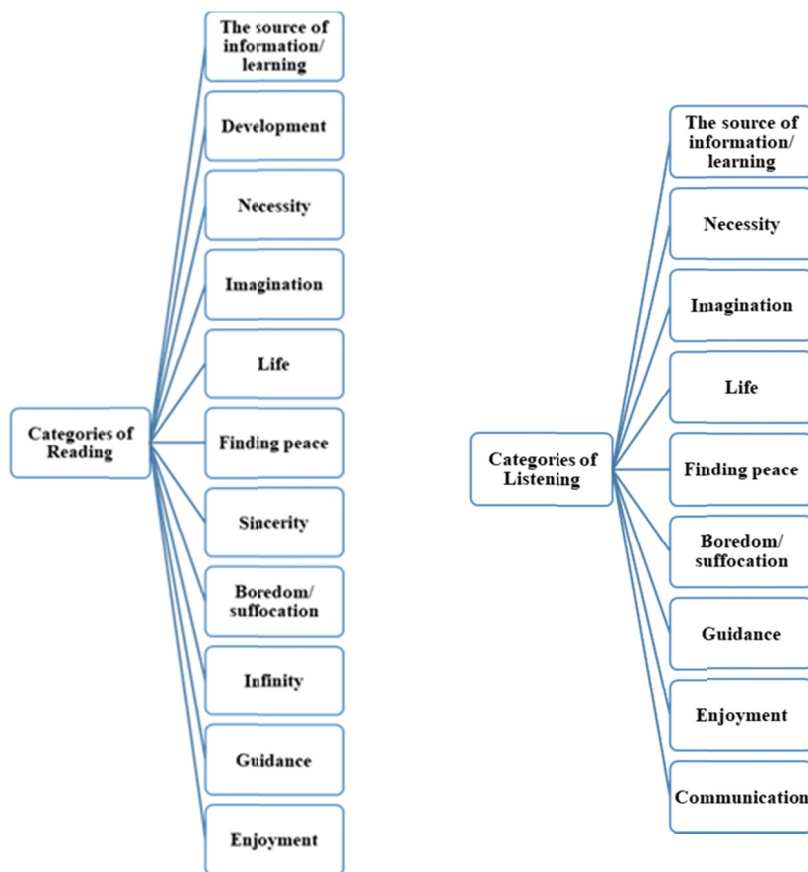 The source of
information/
learning
Development
Necessity
Imagination
Life
Categories of
Reading
Finding peace
Sincerity
Boredom/
suffocation
Infinity
Guidance
Enjoyment
The source of
information/
learning
Necessity
Imagination
Life
Categories of
Listening
Finding peace
Boredom/
suffocation
Guidance
Enjoyment
Communication